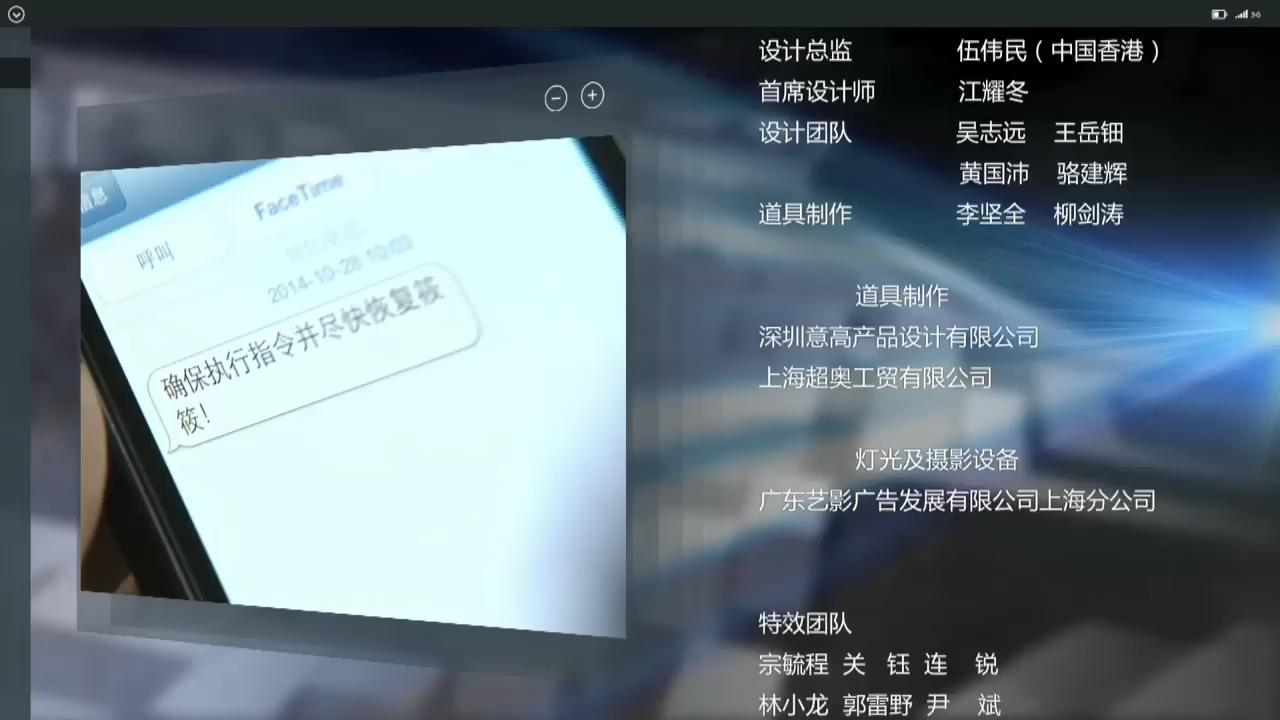 3G
信息
FaceTime
呼叫
2014-10-28 10:03
确保执行指令并尽快恢复筱
筱！
设计总监 伍伟民（中国香港）
首席设计师 江耀冬
设计团队 吴志远 王岳钿
黄国沛 骆建辉
道具制作 李坚全 柳剑涛
道具制作
深圳意高产品设计有限公司
上海超奥工贸有限公司
灯光及摄影设备
广东艺影广告发展有限公司上海分公司
特效团队
宗毓程 关 钰 连 锐
林小龙 郭雷野 尹 斌